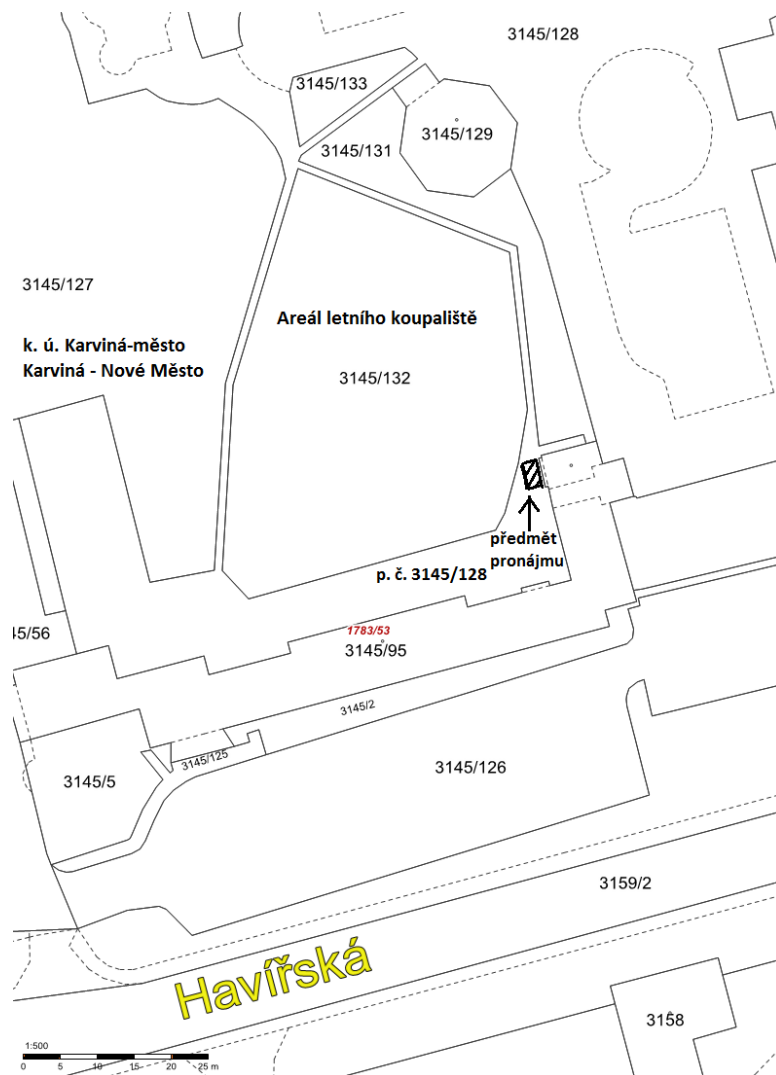 3145/128
3145/133
3145/129
3145/131
3145/127
Areál letního koupaliště
k. ú. Karviná-město
Karviná - Nové Město
3145/132
předmět
pronájmu
p. č. 3145/128
45/56
1783/53
3145/95
3145/2
3145/125
3145/5
3145/126
3159/2
Havířská
3158
1:500
0 5 10 15 20 25 m